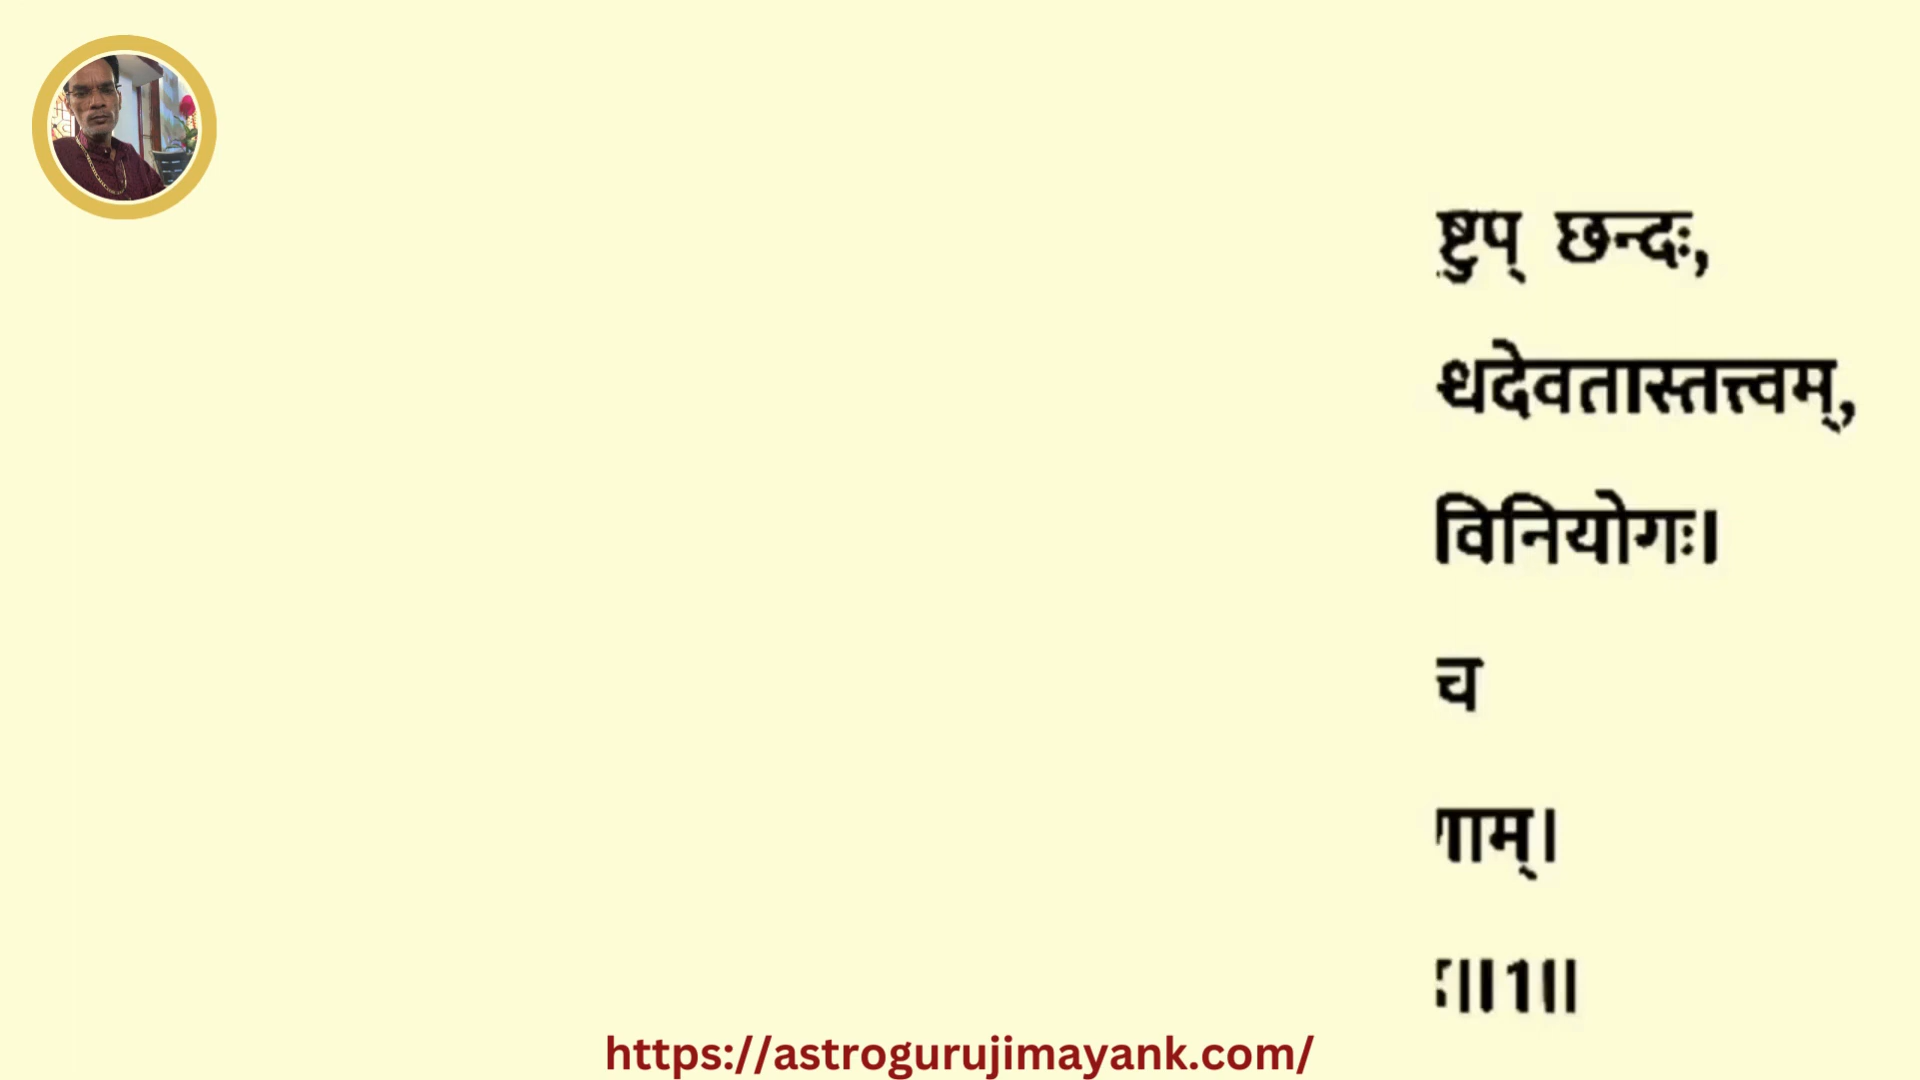 ष्टुप् छन्दः,
धदेवतास्तत्त्वम्,
विनियोगः।
च
णाम्।
॥1॥
https://astrogurujimayank.com/